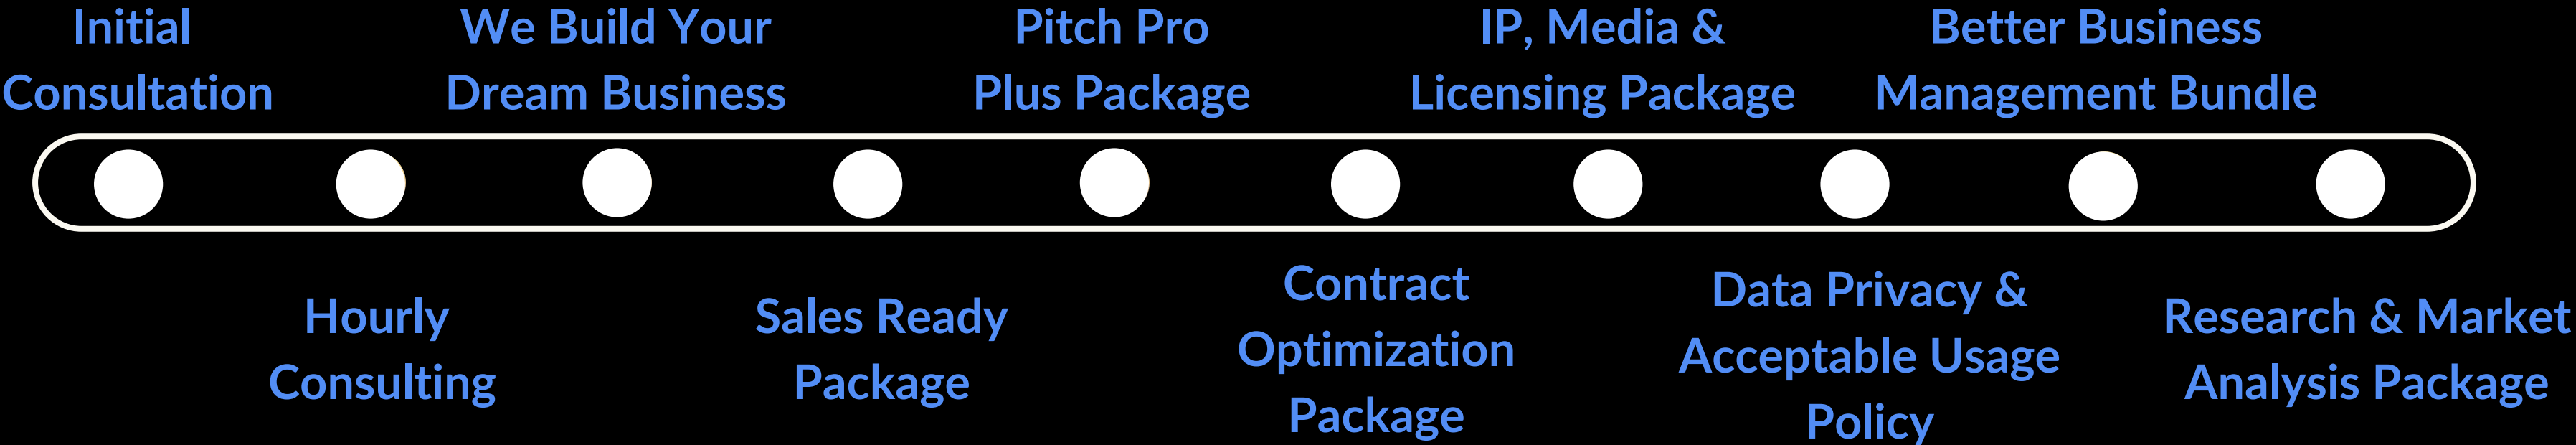 Initial
Consultation
We Build Your
Dream Business
Pitch Pro
Plus Package
IP, Media &
Licensing Package
Better Business
Management Bundle
Hourly
Consulting
Sales Ready
Package
Contract
Optimization
Package
Data Privacy &
Acceptable Usage
Policy
Research & Market
Analysis Package